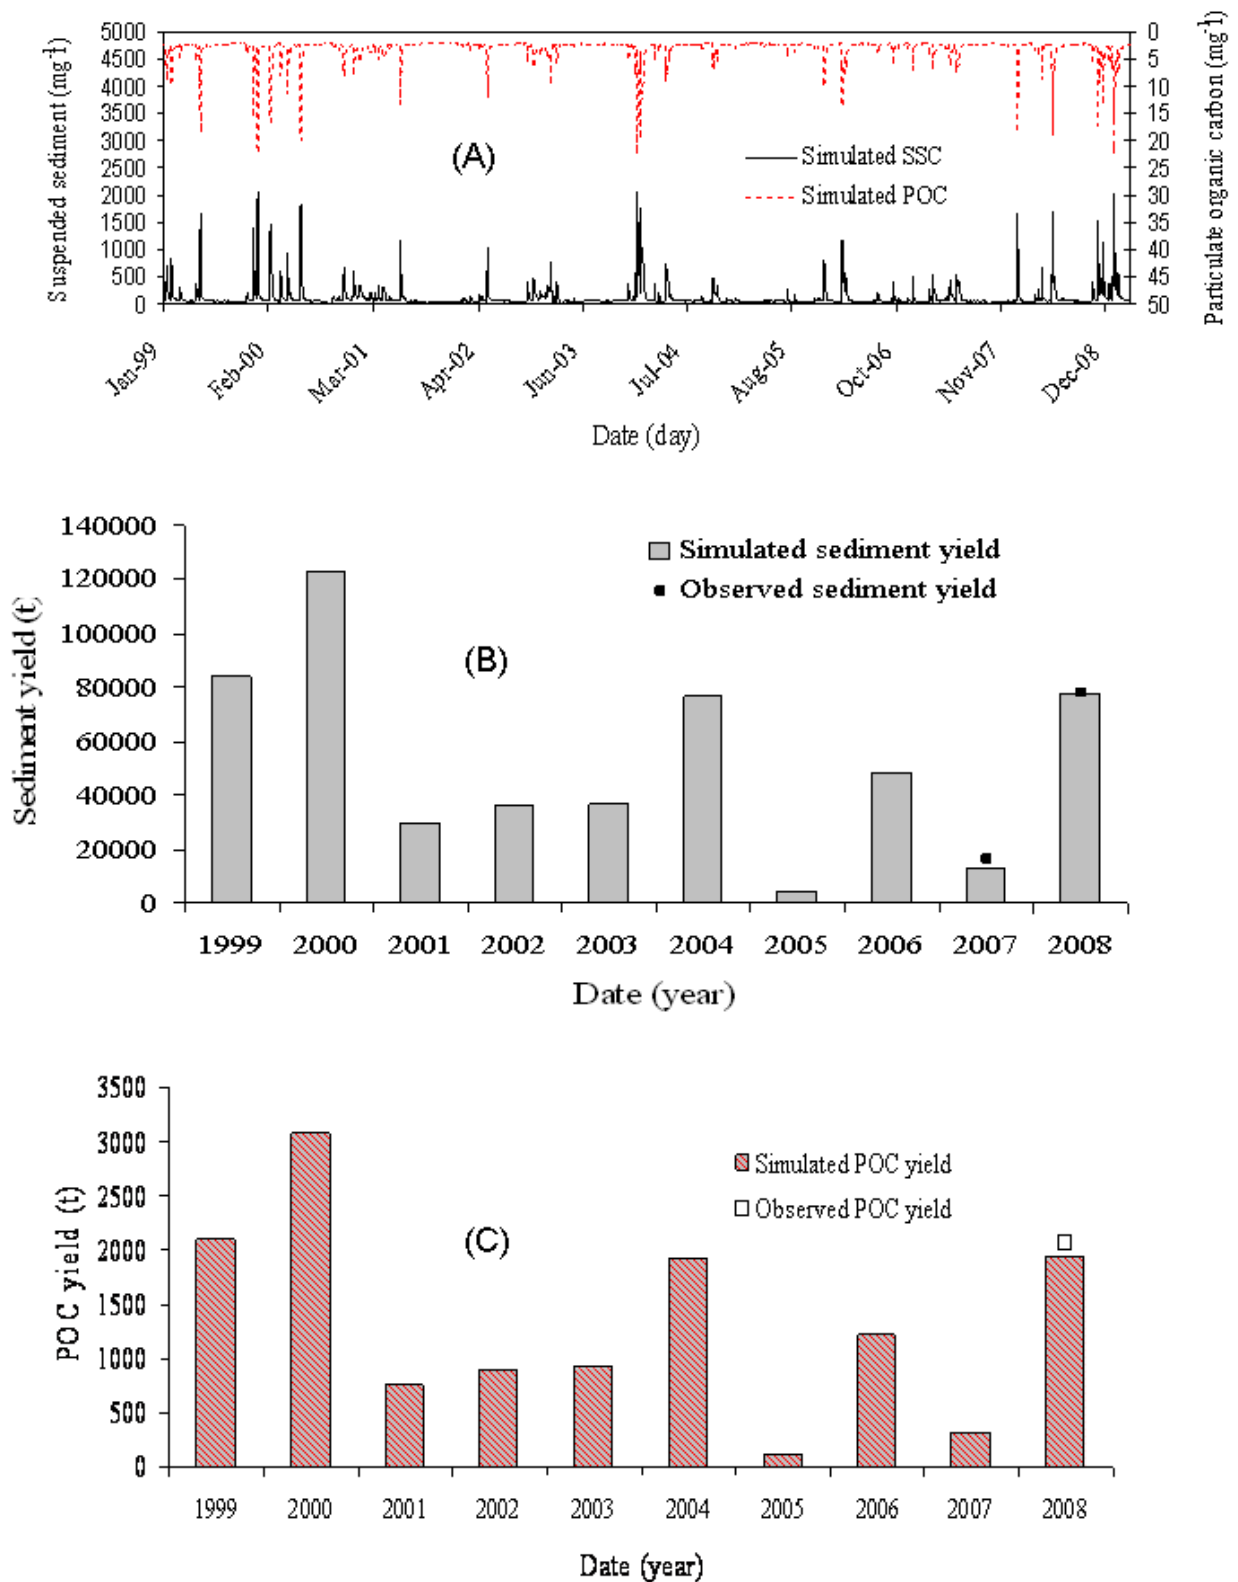 Suspended sediment (mg-1)
5000
4500
4000
3500
3000
2500
2000
1500
1000
500
0
(A)
Simulated SSC
Simulated POC
0
5
10
15
20
25
30
35
40
45
50
Particulate organic carbon (mg-1)
Jan-99 Feb-00 Mar-01 Apr-02 Jun-03 Jul-04 Aug-05 Oct-06 Nov-07 Dec-08
Date (day)
Sediment yield (t)
140000
120000
100000
80000
60000
40000
20000
0
Simulated sediment yield
Observed sediment yield
(B)
1999 2000 2001 2002 2003 2004 2005 2006 2007 2008
Date (year)
POC yield (t)
3500
3000
2500
2000
1500
1000
500
0
Simulated POC yield
Observed POC yield
(C)
1999 2000 2001 2002 2003 2004 2005 2006 2007 2008
Date (year)